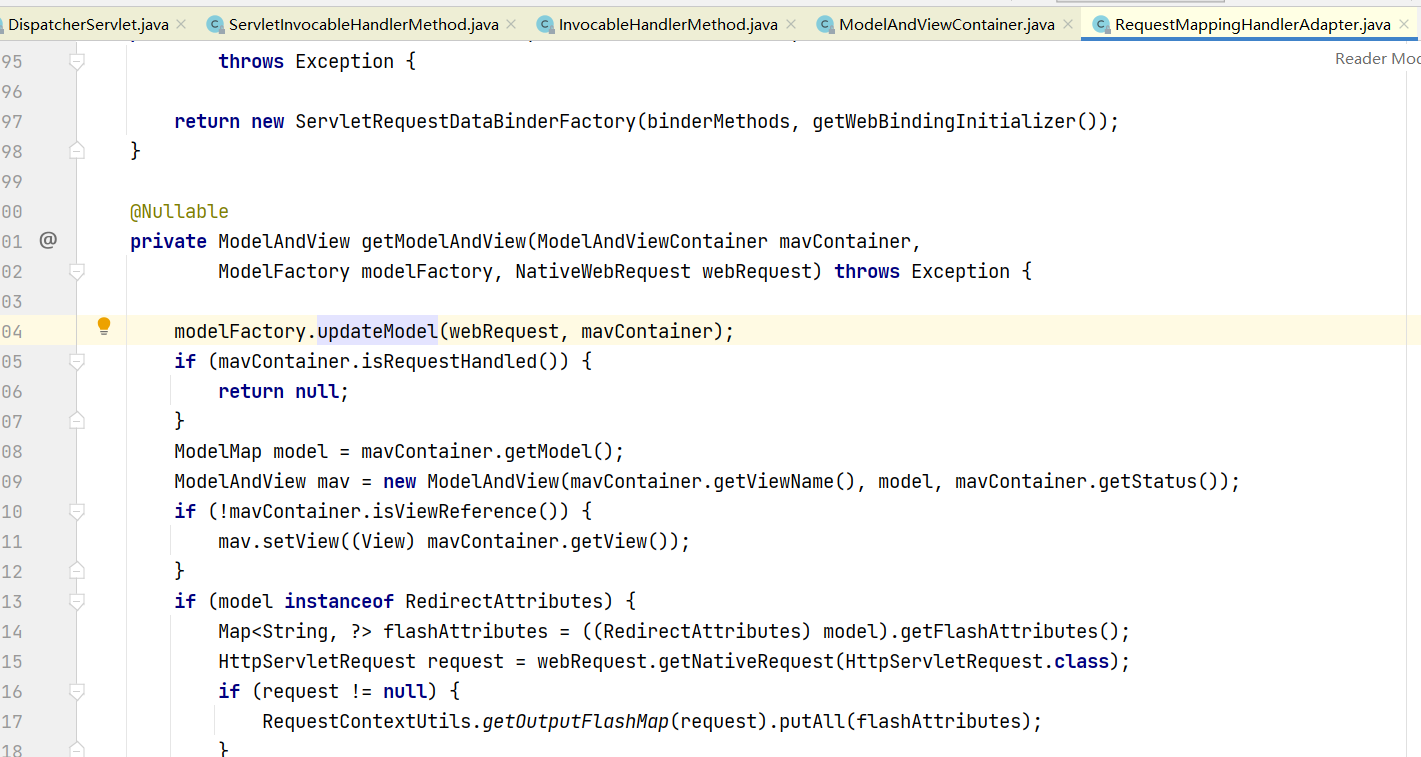 DispatcherServlet.java × ServletInvocableHandlerMethod.java × InvocableHandlerMethod.java × ModelAndViewContainer.java × RequestMappingHandlerAdapter.java ×
Reader Mod
95 throws Exception {
96
97 return new ServletRequestDataBinderFactory(binderMethods, getWebBindingInitializer());
98 }
99
00 @Nullable
01 @ private ModelAndView getModelAndView(ModelAndViewContainer mavContainer,
02 ModelFactory modelFactory, NativeWebRequest webRequest) throws Exception {
03
04 modelFactory.updateModel(webRequest, mavContainer);
05 if (mavContainer.isRequestHandled()) {
06 return null;
07 }
08 ModelMap model = mavContainer.getModel();
09 ModelAndView mav = new ModelAndView(mavContainer.getViewName(), model, mavContainer.getStatus());
10 if (!mavContainer.isViewReference()) {
11 mav.setView((View) mavContainer.getView());
12 }
13 if (model instanceof RedirectAttributes) {
14 Map<String, ?> flashAttributes = ((RedirectAttributes) model).getFlashAttributes();
15 HttpServletRequest request = webRequest.getNativeRequest(HttpServletRequest.class);
16 if (request != null) {
17 RequestContextUtils.getOutputFlashMap(request).putAll(flashAttributes);
18 }